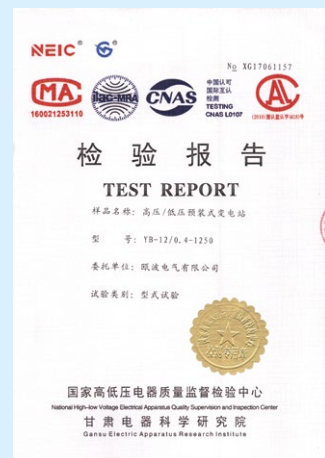 NEIC
№ XG17061157
MA
160021253110
ilac-MRA
CNAS
中国认可
国际互认
检测
TESTING
CNAS L0107
CAL
检验报告
TEST REPORT
样品名称：高压/低压预装式变电站
型　　号：YB-12/0.4-1250
委托单位：瓯波电气有限公司
试验类别：型式试验
国家高低压电器质量监督检验中心
National High-low Voltage Electrical Apparatus Quality Supervision and Inspection Center
甘肃电器科学研究院
Gansu Electric Apparatus Research Institute